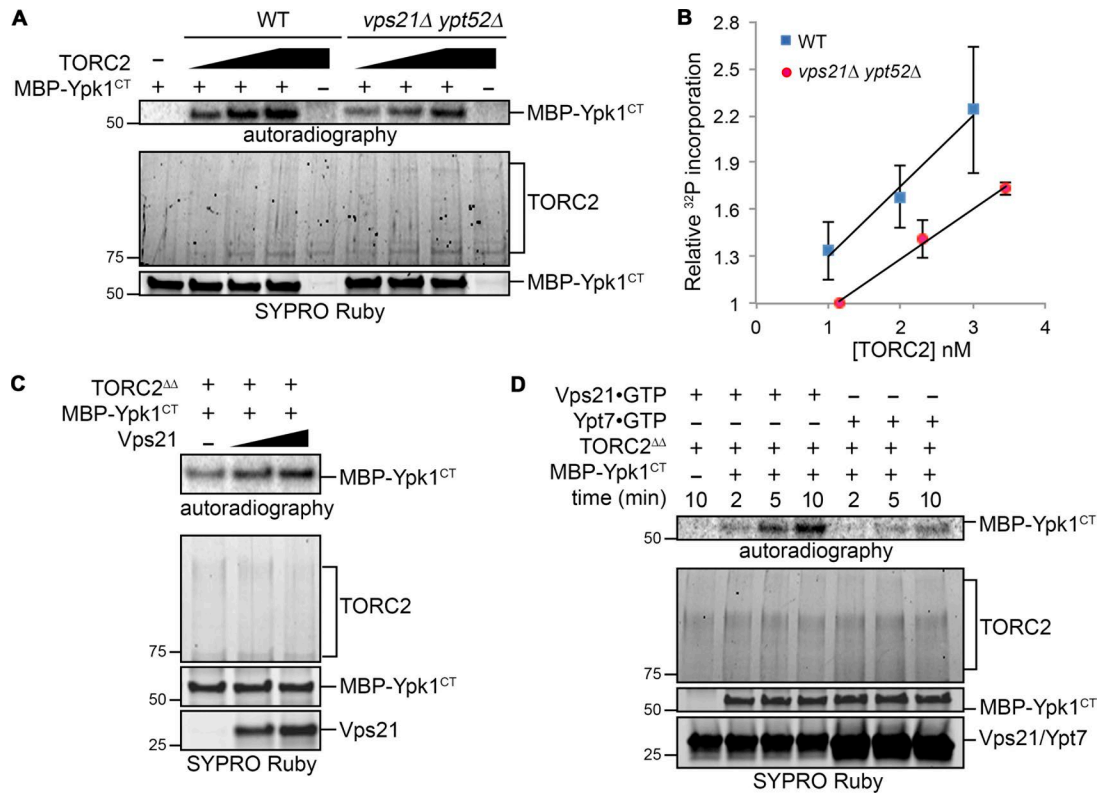 A
WT vps21Δ ypt52Δ
TORC2 –
MBP-Ypk1CT + + + + – + + + –
50 MBP-Ypk1CT
autoradiography
TORC2
75
50 MBP-Ypk1CT
SYPRO Ruby
B
Relative 32P incorporation
2.8
2.5
2.2
1.9
1.6
1.3
1
WT
vps21Δ ypt52Δ
0 1 2 3 4
[TORC2] nM
C
TORC2ΔΔ + + +
MBP-Ypk1CT + + +
Vps21 –
MBP-Ypk1CT
autoradiography
TORC2
75
50 MBP-Ypk1CT
Vps21
25
SYPRO Ruby
D
Vps21•GTP + + + + – – –
Ypt7•GTP – – – – + + +
TORC2ΔΔ + + + + + + +
MBP-Ypk1CT – + + + + + +
time (min) 10 2 5 10 2 5 10
MBP-Ypk1CT
50
autoradiography
TORC2
75
50 MBP-Ypk1CT
Vps21/Ypt7
25
SYPRO Ruby